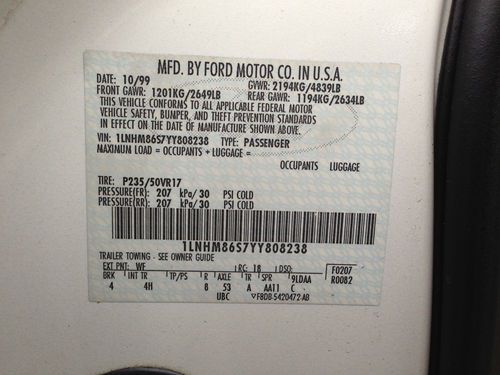 MFD. BY FORD MOTOR CO. IN U.S.A.
DATE: 10/99 GVWR: 2194KG/4839LB
FRONT GAWR: 1201KG/2649LB REAR GAWR: 1194KG/2634LB
THIS VEHICLE CONFORMS TO ALL APPLICABLE FEDERAL MOTOR
VEHICLE SAFETY, BUMPER, AND THEFT PREVENTION STANDARDS
IN EFFECT ON THE DATE OF MANUFACTURE SHOWN ABOVE.
VIN: 1LNHM86S7YY808238 TYPE: PASSENGER
MAXIMUM LOAD = OCCUPANTS + LUGGAGE =
OCCUPANTS LUGGAGE
TIRE: P235/50VR17
PRESSURE(FR): 207 kPa/30 PSI COLD
PRESSURE(RR): 207 kPa/30 PSI COLD
1LNHM86S7YY808238
TRAILER TOWING - SEE OWNER GUIDE
EXT PNT: WF RC: 18 DSO: F0207
BRK INT TR TP/PS R AXLE TR SPR 9LDAA R0082
4 4H 8 53 A AA11 C
UBC F8DB-5420472-AB